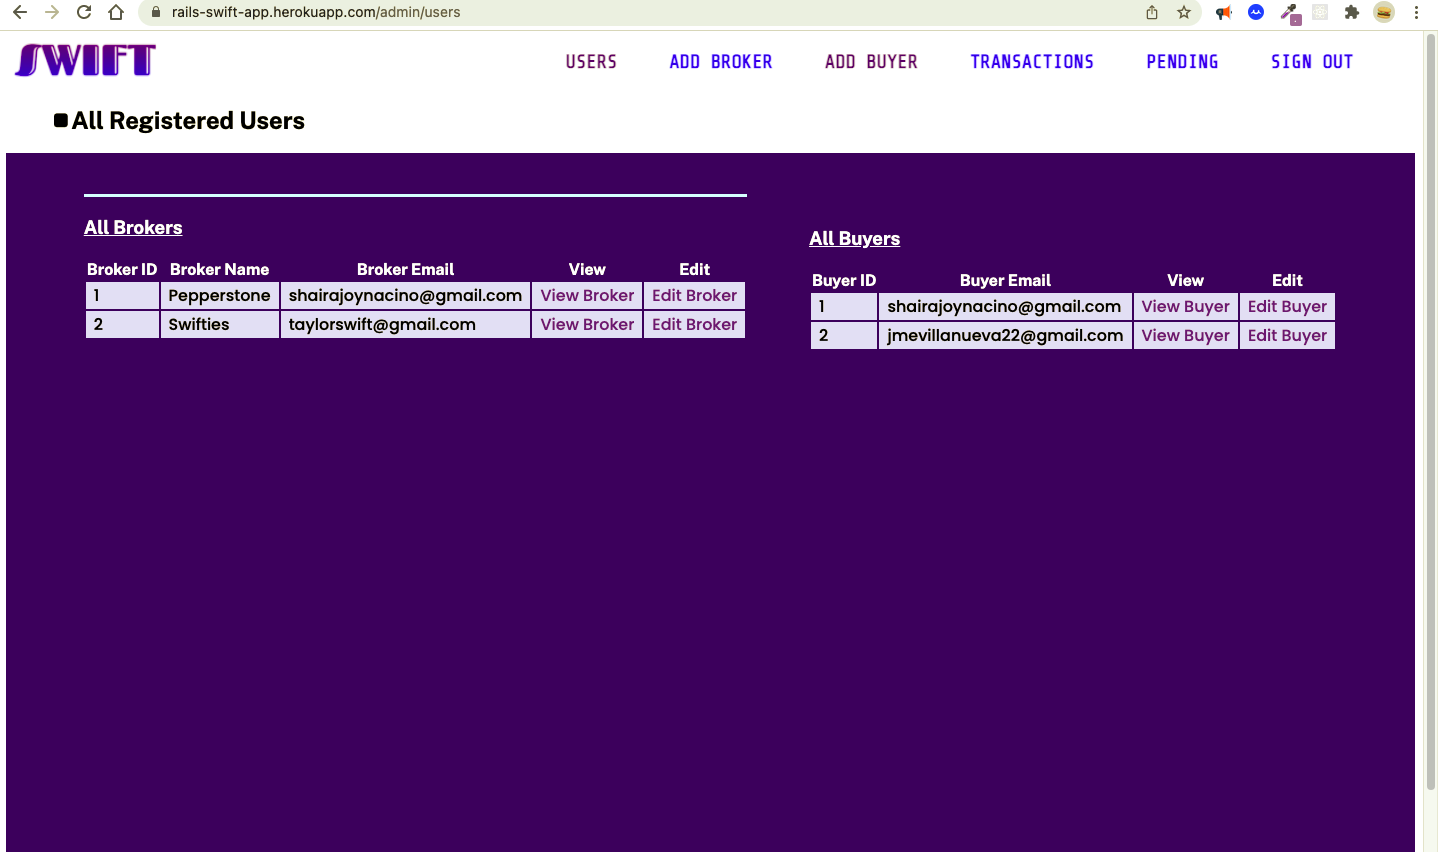 rails-swift-app.herokuapp.com/admin/users
SWIFT
USERS ADD BROKER ADD BUYER TRANSACTIONS PENDING SIGN OUT
All Registered Users
All Brokers
Broker ID Broker Name Broker Email View Edit
1 Pepperstone shairajoynacino@gmail.com View Broker Edit Broker
2 Swifties taylorswift@gmail.com View Broker Edit Broker
All Buyers
Buyer ID Buyer Email View Edit
1 shairajoynacino@gmail.com View Buyer Edit Buyer
2 jmevillanueva22@gmail.com View Buyer Edit Buyer